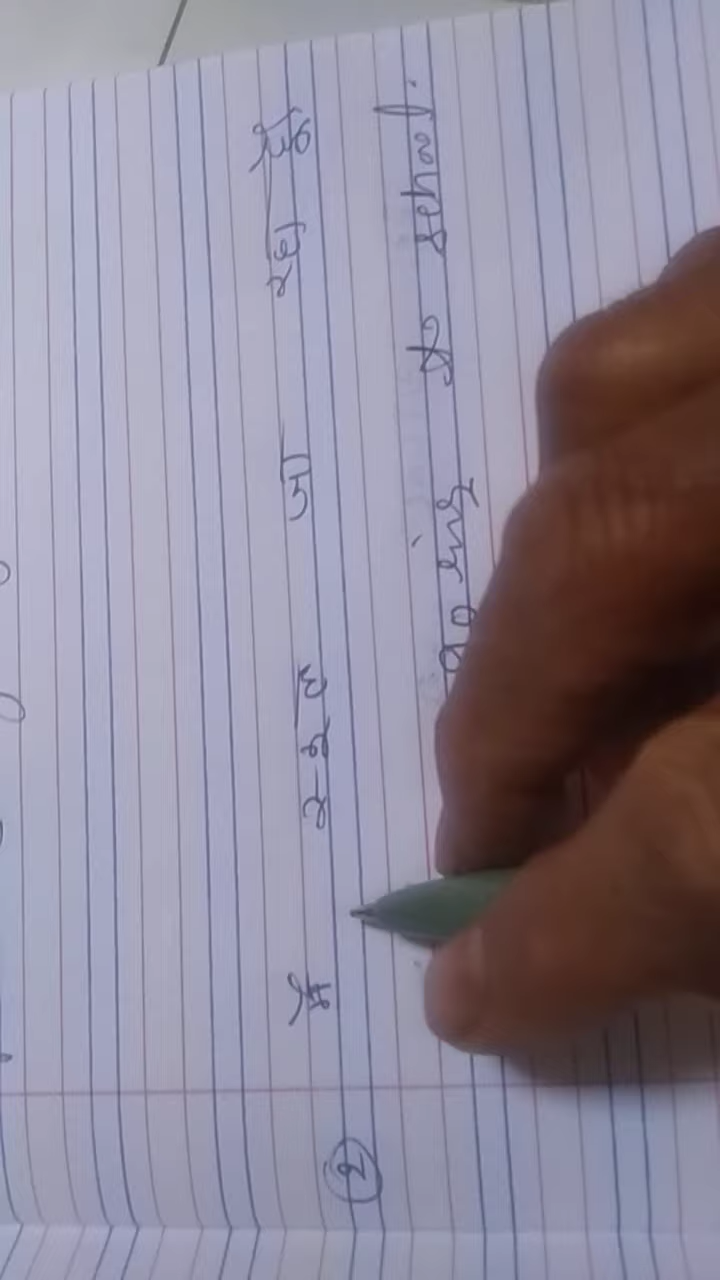 (2) मैं स्कूल जा रहा हूँ
going to school.